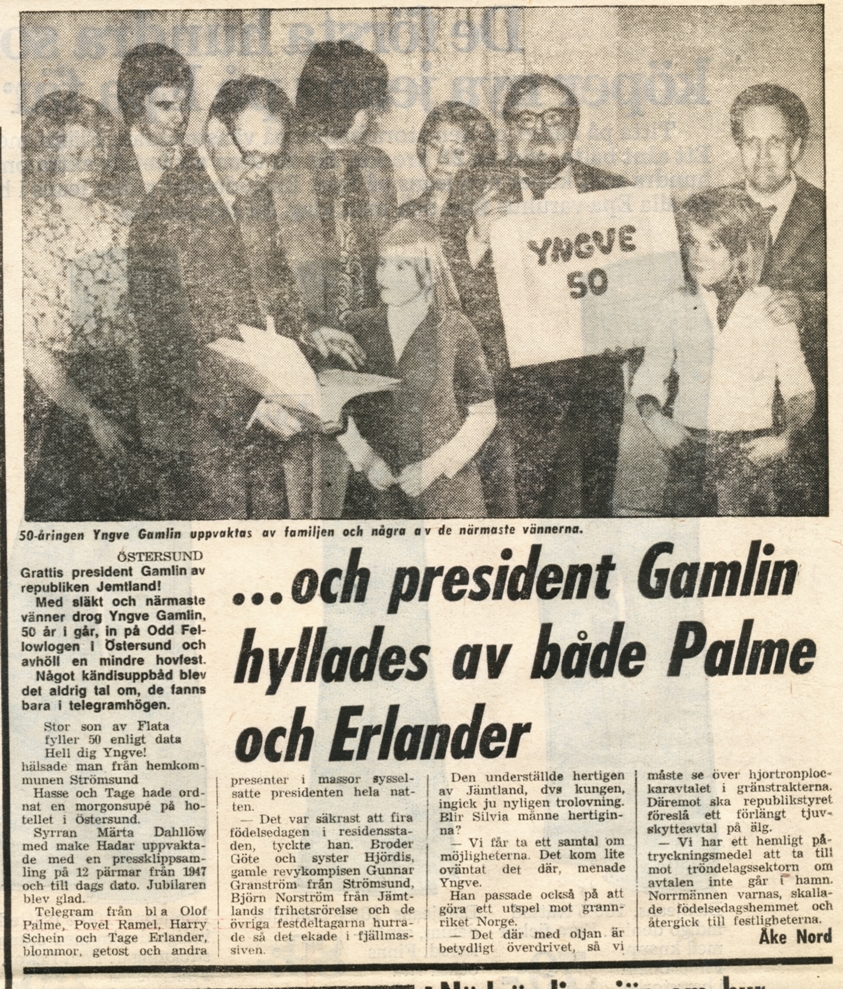 YNGVE
50
50-åringen Yngve Gamlin uppvaktas av familjen och några av de närmaste vännerna.
...och president Gamlin
hyllades av både Palme
och Erlander
ÖSTERSUND
Grattis president Gamlin av
republiken Jemtland!
Med släkt och närmaste
vänner drog Yngve Gamlin,
50 år i går, in på Odd Fel-
lowlogen i Östersund och
avhöll en mindre hovfest.
Något kändisuppbåd blev
det aldrig tal om, de fanns
bara i telegramhögen.
Stor son av Flata
fyller 50 enligt data
Hell dig Yngve!
hälsade man från hemkom-
munen Strömsund
Hasse och Tage hade ord-
nat en morgonsupé på ho-
tellet i Östersund.
Syrran Märta Dahllöw
med make Hadar uppvakta-
de med en pressklippsam-
ling på 12 pärmar från 1947
och till dags dato. Jubilaren
blev glad.
Telegram från bl a Olof
Palme, Povel Ramel, Harry
Schein och Tage Erlander,
blommor, getost och andra
presenter i massor syssel-
satte presidenten hela nat-
ten.
— Det var säkrast att fira
födelsedagen i residenssta-
den, tyckte han. Broder
Göte och syster Hjördis,
gamle revykompisen Gunnar
Granström från Strömsund,
Björn Norström från Jämt-
lands frihetsrörelse och de
övriga festdeltagarna hurra-
de så det ekade i fjällmas-
siven.
Den underställde hertigen
av Jämtland, dvs kungen,
ingick ju nyligen trolovning.
Blir Silvia månne hertigin-
na?
— Vi får ta ett samtal om
möjligheterna. Det kom lite
oväntat det där, menade
Yngve.
Han passade också på att
göra ett utspel mot grann-
riket Norge.
— Det där med oljan är
betydligt överdrivet, så vi
måste se över hjortronplock-
karavtalet i gränstrakterna.
Däremot ska republikstyret
föreslå ett förlängt tjuv-
skytteavtal på älg.
— Vi har ett hemligt på-
tryckningsmedel att ta till
mot tröndelagssektorn om
avtalen inte går i hamn.
Norrmännen varnas, skalla-
de födelsedagshemmet och
återgick till festligheterna.
Åke Nord